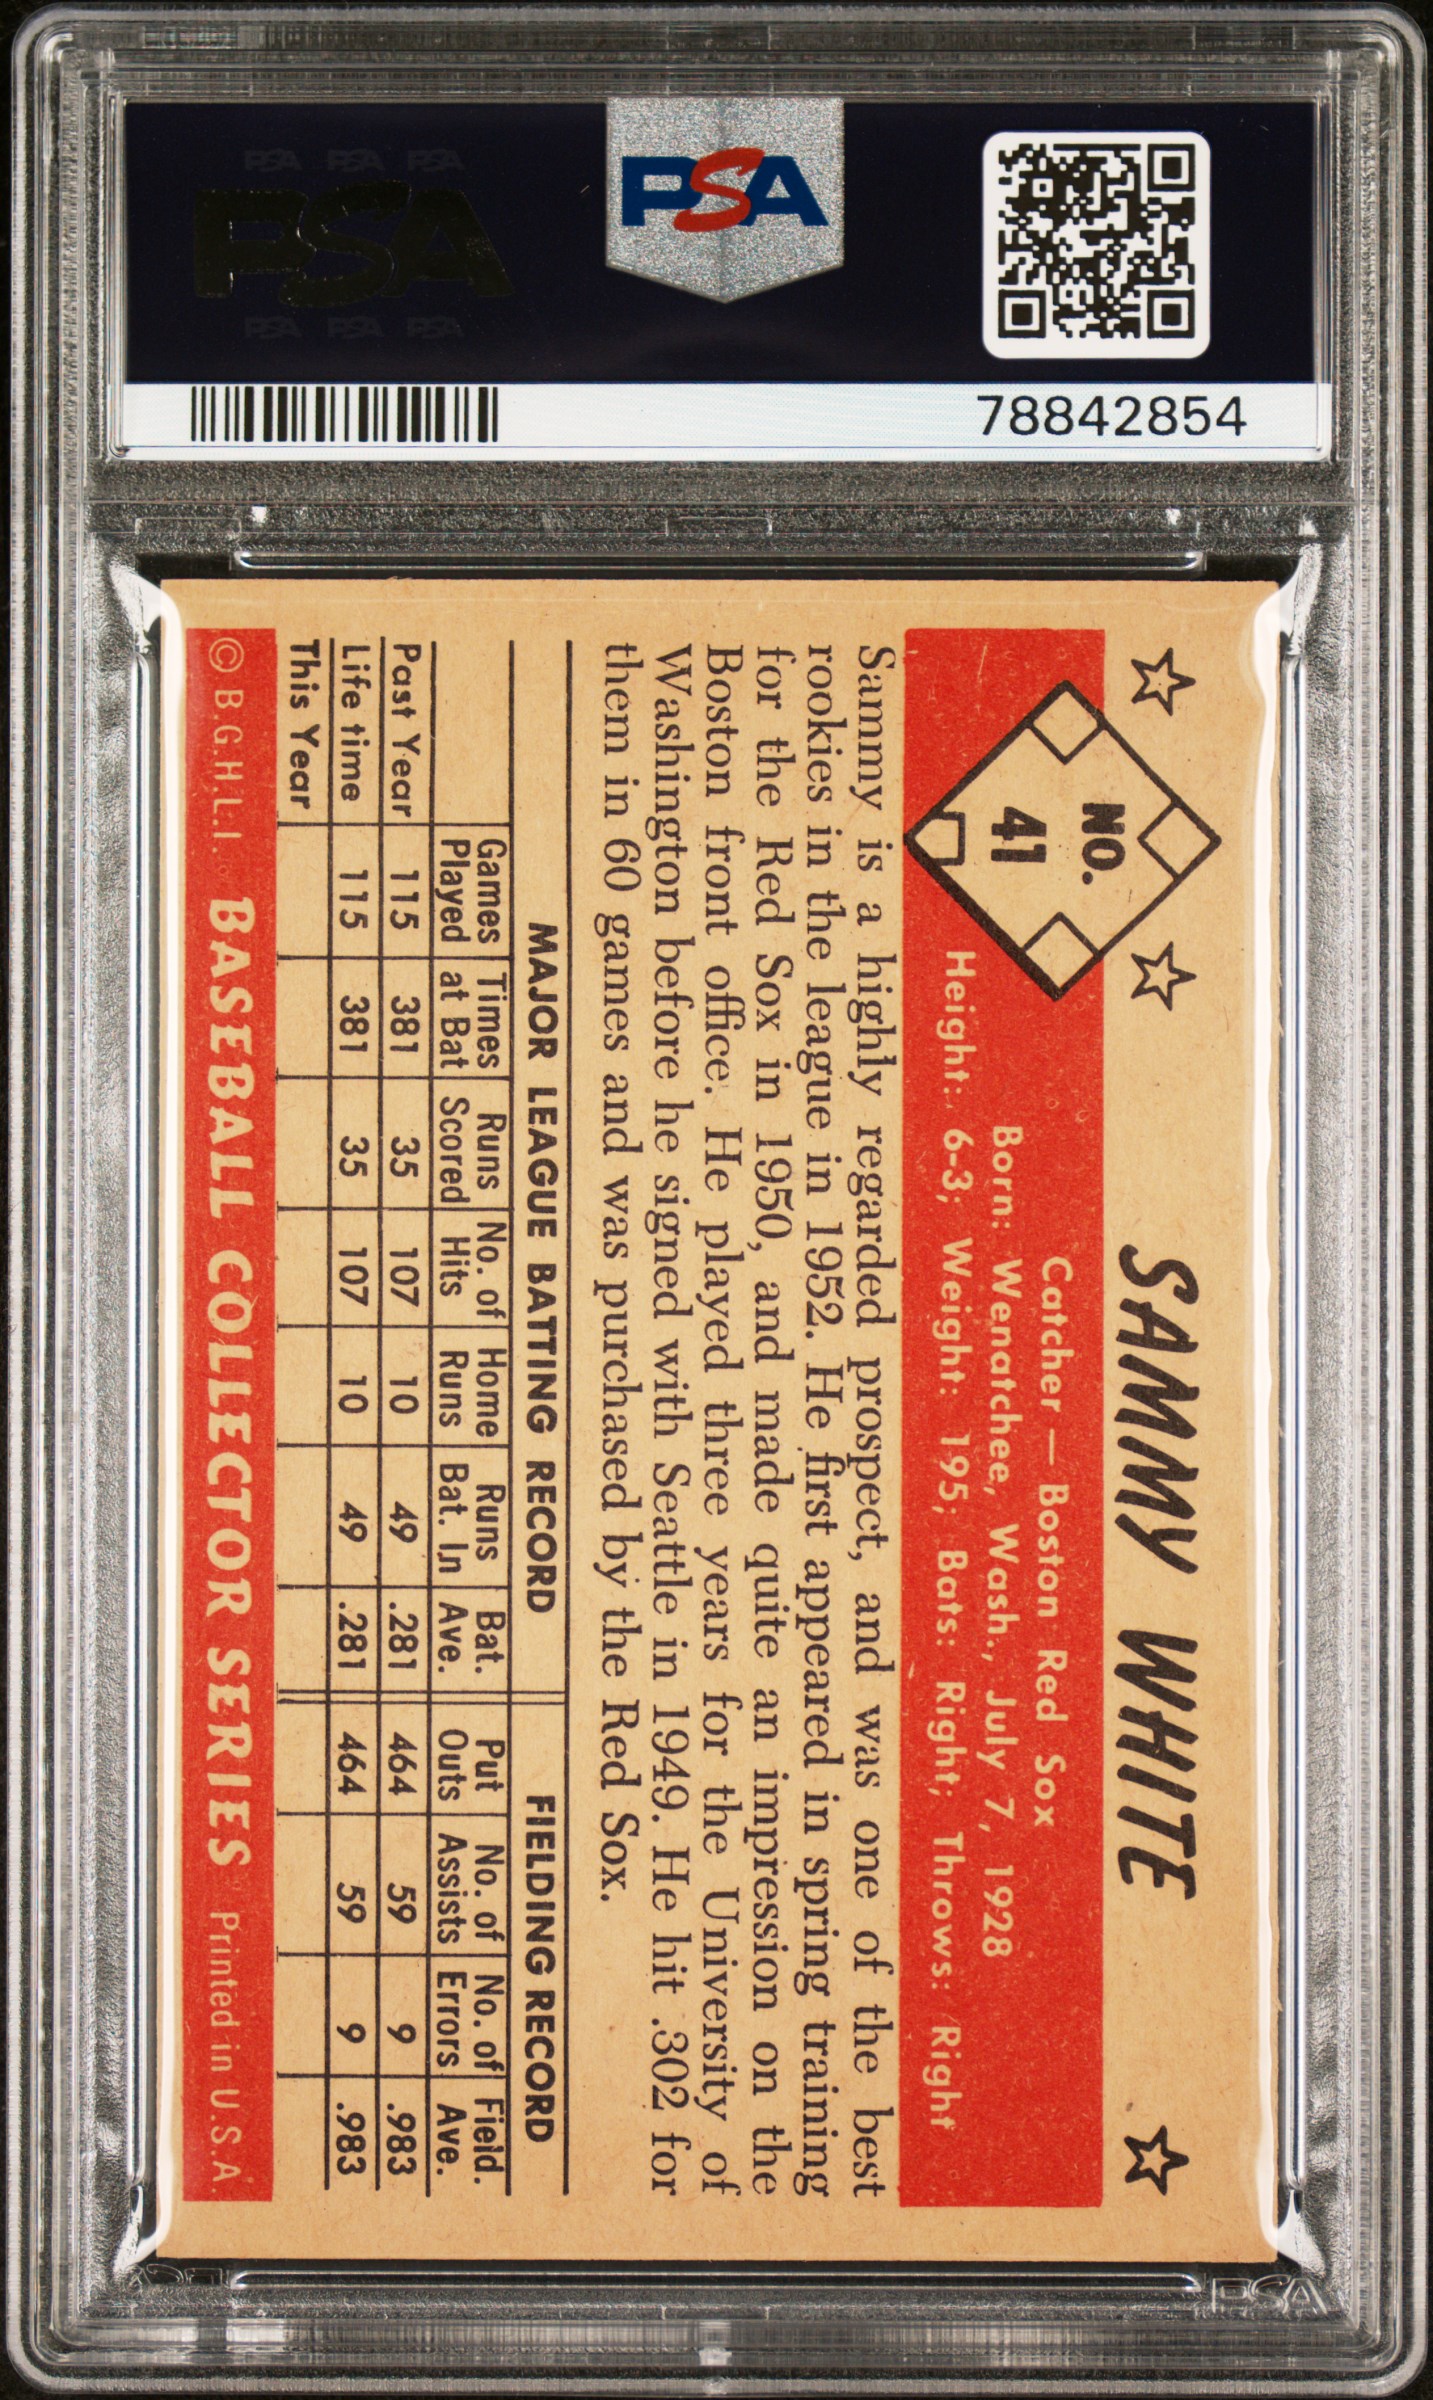 PSA PSA PSA
PSA
PSA PSA PSA
PSA
78842854
NO.
41
SAMMY WHITE
Catcher — Boston Red Sox
Born: Wenatchee, Wash., July 7, 1928
Height: 6-3; Weight: 195; Bats: Right; Throws: Right
Sammy is a highly regarded prospect, and was one of the best
rookies in the league in 1952. He first appeared in spring training
for the Red Sox in 1950, and made quite an impression on the
Boston front office. He played three years for the University of
Washington before he signed with Seattle in 1949. He hit .302 for
them in 60 games and was purchased by the Red Sox.
MAJOR LEAGUE BATTING RECORD FIELDING RECORD
Games Times Runs No. of Home Runs Bat. Put No. of No. of Field.
Played at Bat Scored Hits Runs Bat. In Ave. Outs Assists Errors Ave.
Past Year 115 381 35 107 10 49 .281 464 59 9 .983
Life time 115 381 35 107 10 49 .281 464 59 9 .983
This Year
© B.G.H.L.I. BASEBALL COLLECTOR SERIES Printed in U.S.A.
PSA